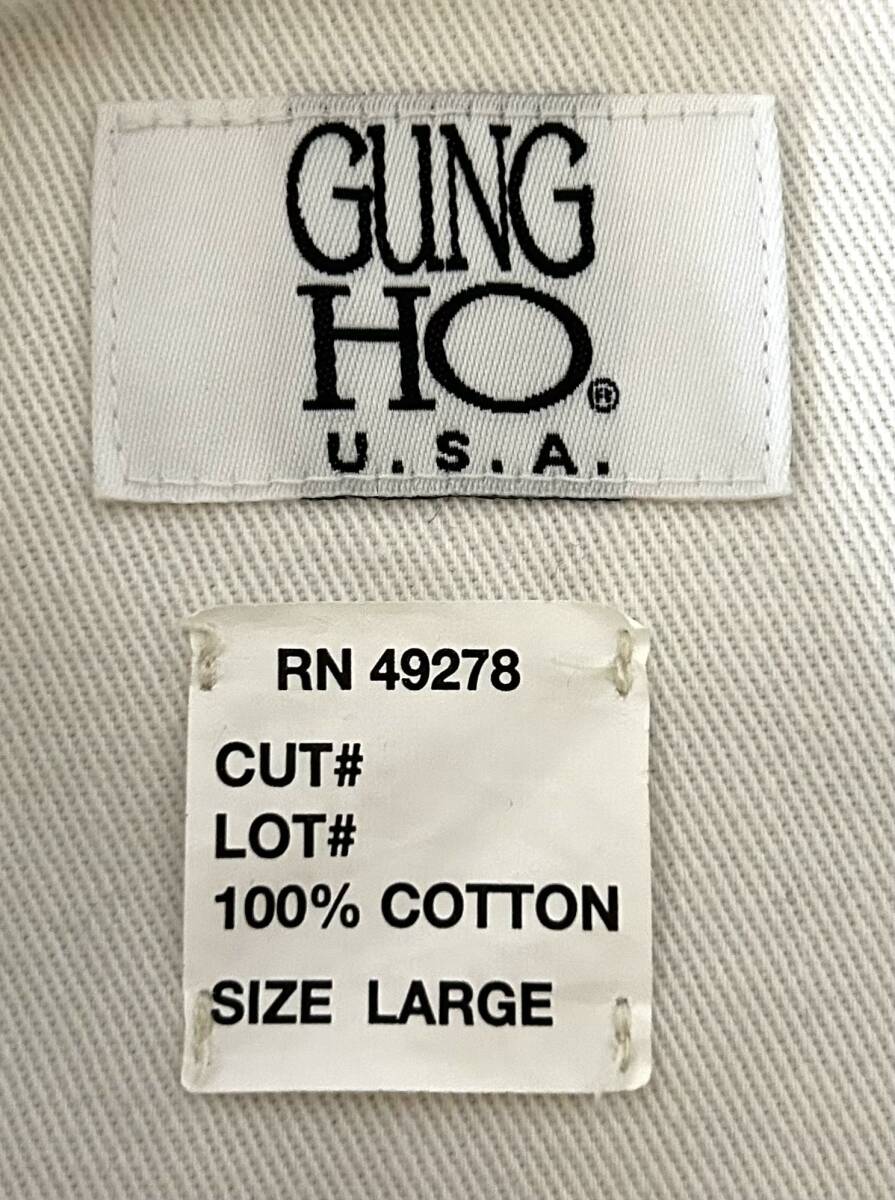 GUNG
HO®
U.S.A.
RN 49278
CUT#
LOT#
100% COTTON
SIZE LARGE